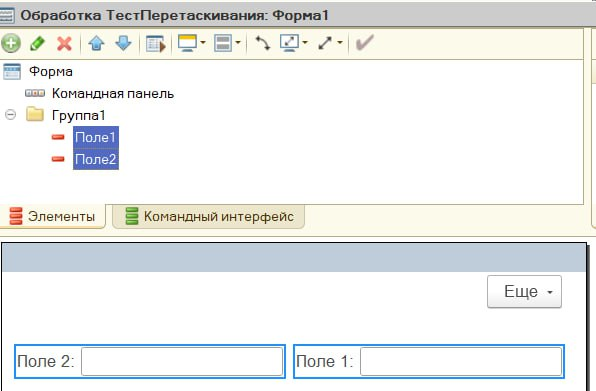 Обработка ТестПеретаскивания: Форма1
Форма
Командная панель
Группа1
Поле1
Поле2
Элементы Командный интерфейс
Еще
Поле 2: Поле 1: